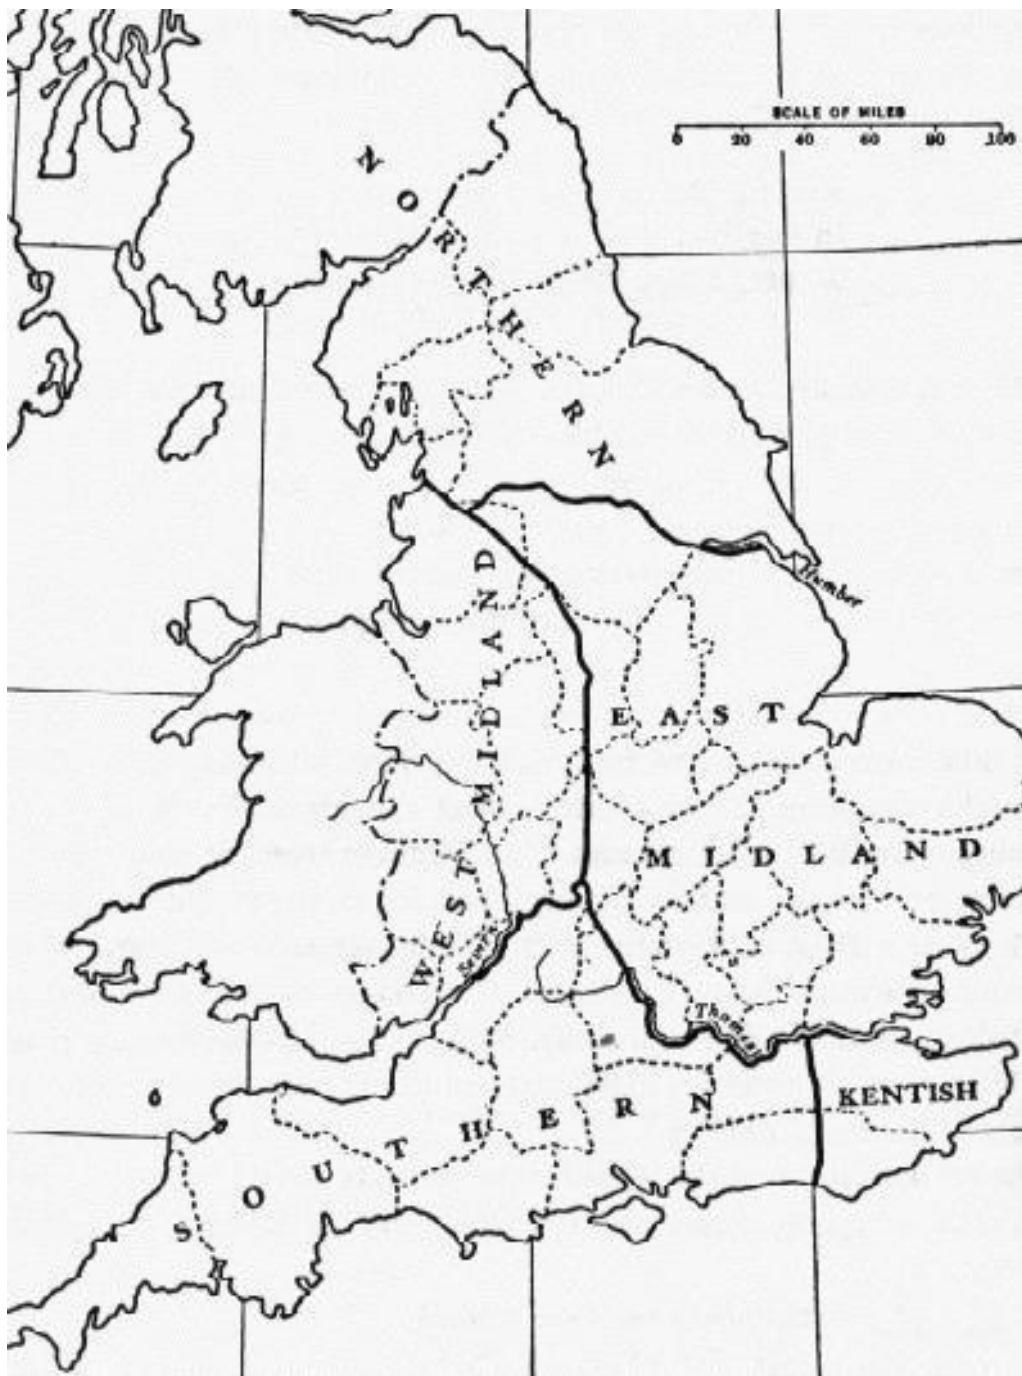 SCALE OF MILES
0 20 40 60 80 100
NORTHERN
Humber
WEST MIDLAND
EAST
MIDLAND
Severn
Thames
KENTISH
SOUTHERN